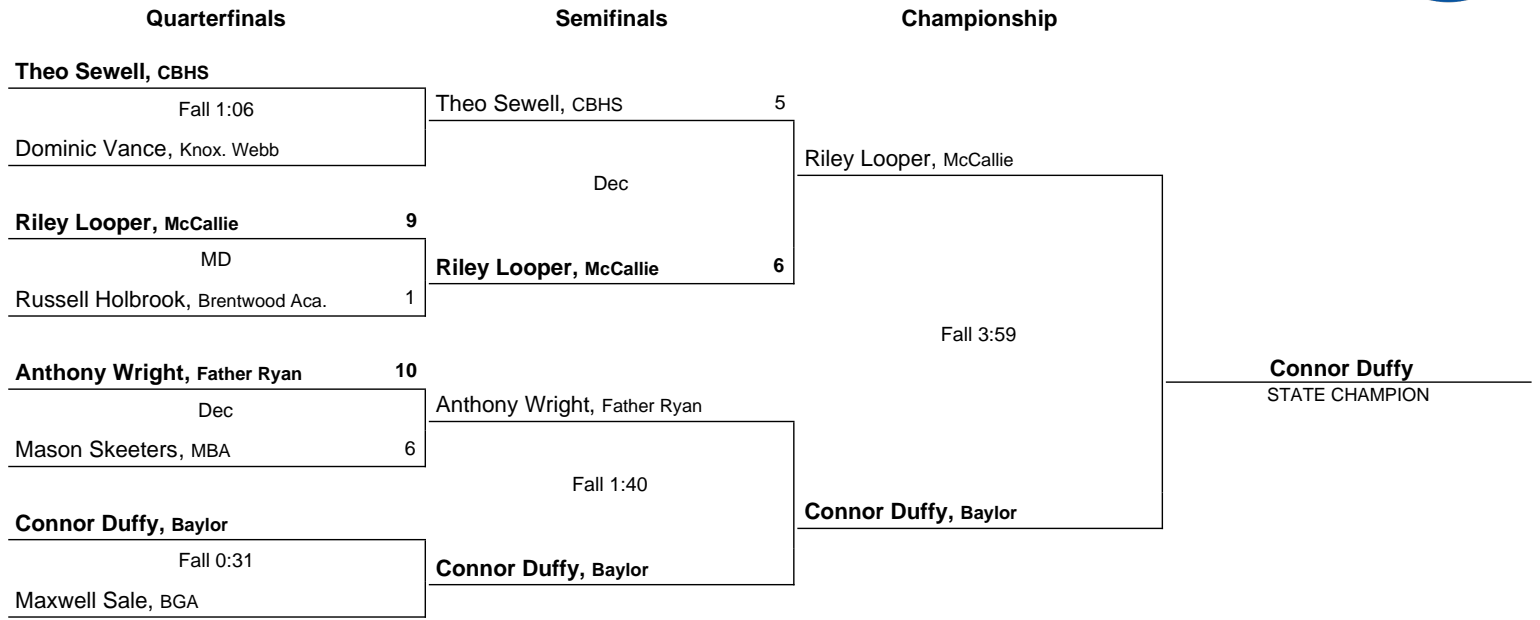 Quarterfinals Semifinals Championship
Theo Sewell, CBHS
Fall 1:06
Dominic Vance, Knox. Webb
Riley Looper, McCallie 9
MD
Russell Holbrook, Brentwood Aca. 1
Anthony Wright, Father Ryan 10
Dec
Mason Skeeters, MBA 6
Connor Duffy, Baylor
Fall 0:31
Maxwell Sale, BGA
Theo Sewell, CBHS 5
Dec
Riley Looper, McCallie 6
Anthony Wright, Father Ryan
Fall 1:40
Connor Duffy, Baylor
Riley Looper, McCallie
Fall 3:59
Connor Duffy, Baylor
Connor Duffy
STATE CHAMPION